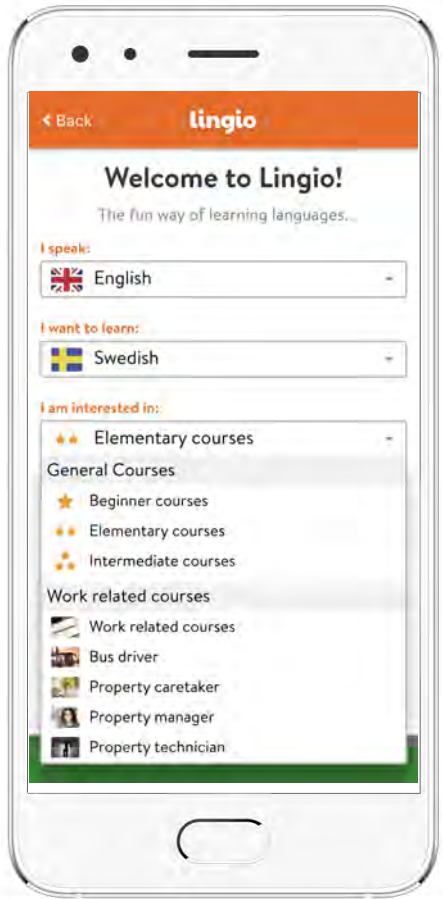 Back
lingio
Welcome to Lingio!
The fun way of learning languages...
I speak:
English
I want to learn:
Swedish
I am interested in:
Elementary courses
General Courses
Beginner courses
Elementary courses
Intermediate courses
Work related courses
Work related courses
Bus driver
Property caretaker
Property manager
Property technician